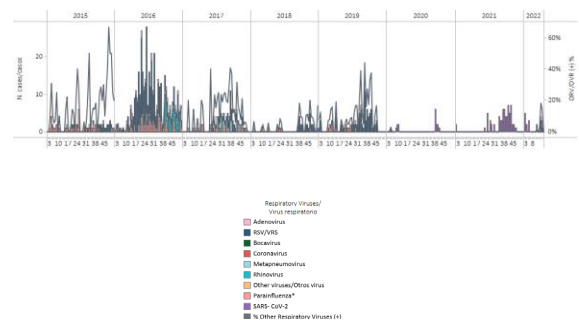 2015 2016 2017 2018 2019 2020 2021 2022
20
10
0
N. cases/casos
60%
40%
20%
0%
ORV/OVR (+) %
3 10 17 24 31 38 45 3 10 17 24 31 38 45 3 10 17 24 31 38 45 3 10 17 24 31 38 45 3 10 17 24 31 38 45 3 10 17 24 31 38 45 3 10 17 24 31 38 45 3 8
Respiratory Viruses/
Virus respiratorio
Adenovirus
RSV/VRS
Bocavirus
Coronavirus
Metapneumovirus
Rhinovirus
Other viruses/Otros virus
Parainfluenza*
SARS- CoV-2
% Other Respiratory Viruses (+)